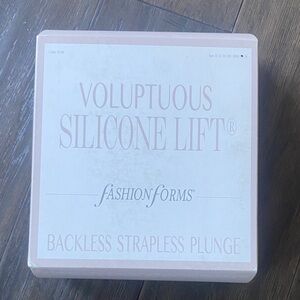 VOLUPTUOUS
SILICONE LIFT®
fASHION fORMS®
BACKLESS STRAPLESS PLUNGE